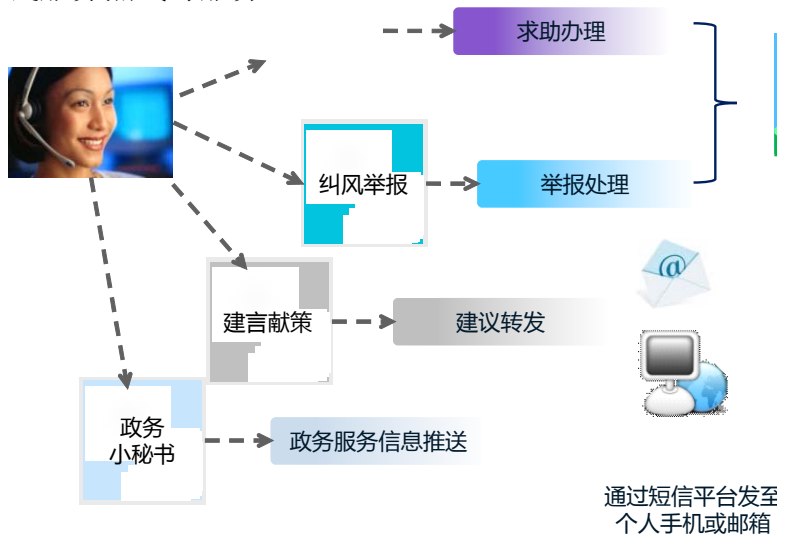 求助办理
纠风举报
举报处理
建言献策
建议转发
政务
小秘书
政务服务信息推送
通过短信平台发至
个人手机或邮箱